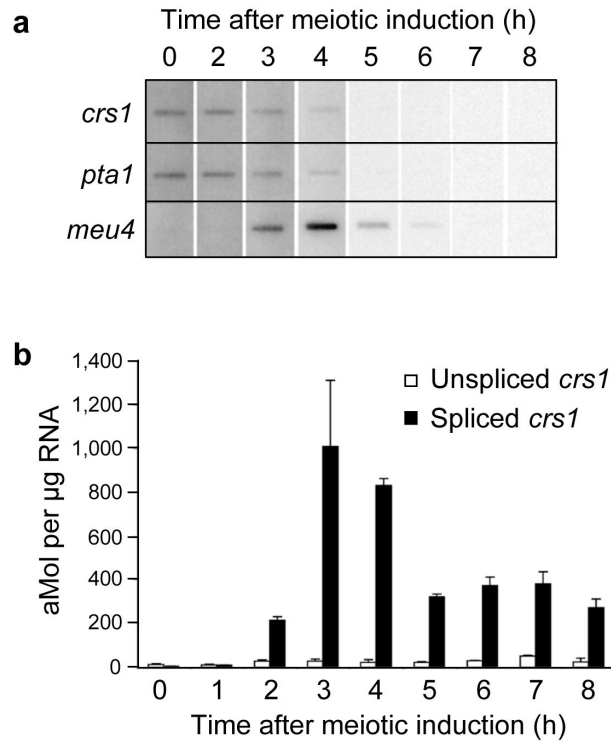 a
Time after meiotic induction (h)
0 2 3 4 5 6 7 8
crs1
pta1
meu4
b
1,400
1,200
1,000
800
600
400
200
0
aMol per µg RNA
Unspliced crs1
Spliced crs1
0 1 2 3 4 5 6 7 8
Time after meiotic induction (h)